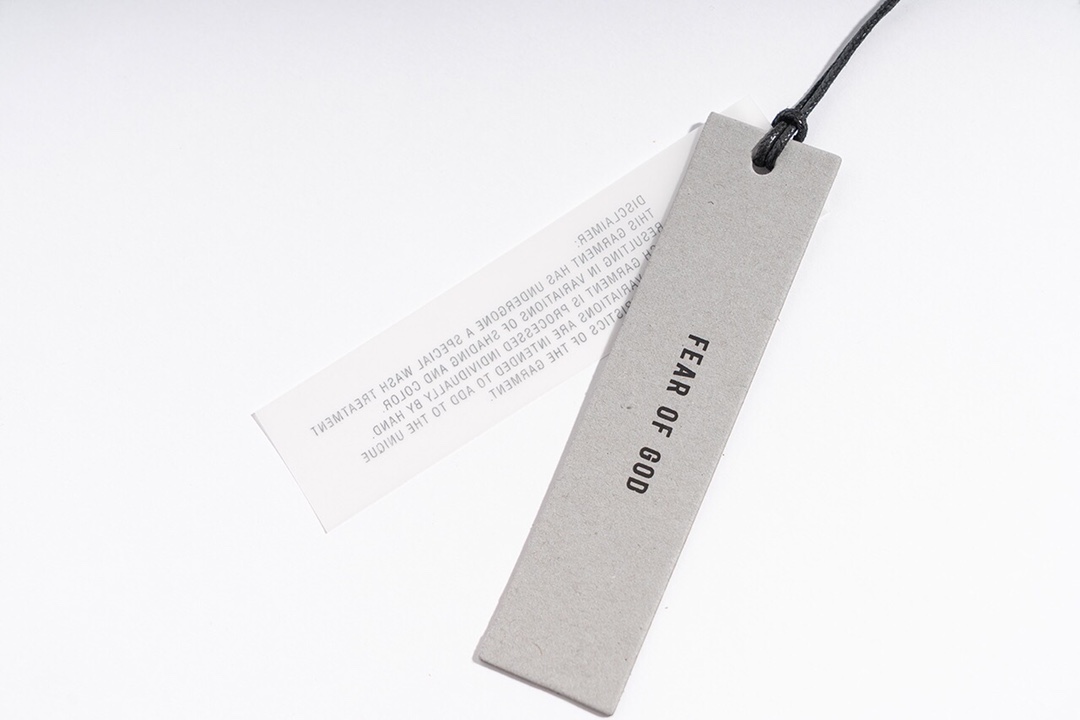 FEAR OF GOD
DISCLAIMER:
THIS GARMENT HAS UNDERGONE A SPECIAL WASH TREATMENT
RESULTING IN VARIATIONS OF SHADING AND COLOR.
GARMENT IS PROCESSED INDIVIDUALLY BY HAND.
VARIATIONS ARE INTENDED TO ADD TO THE UNIQUE
OF THE GARMENT.